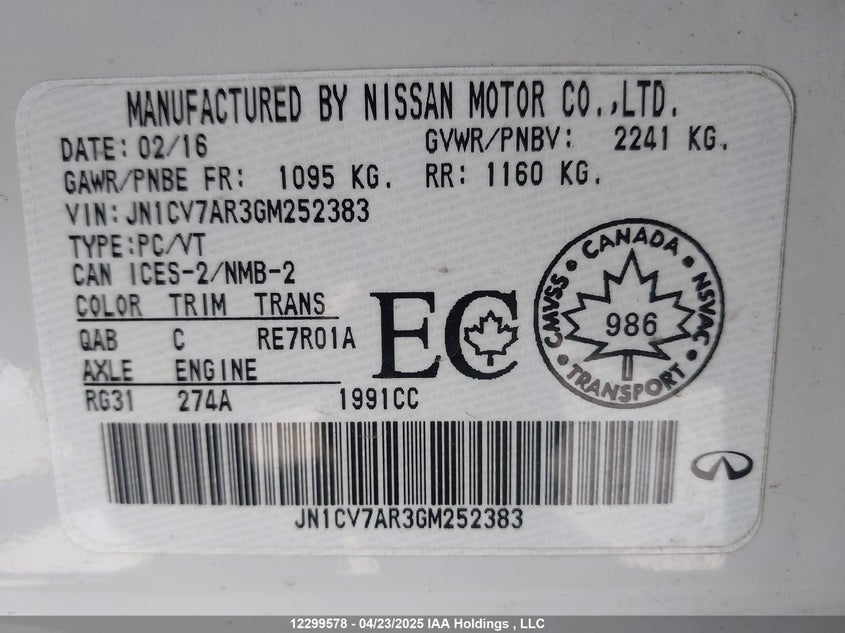 MANUFACTURED BY NISSAN MOTOR CO.,LTD.
DATE: 02/16 GVWR/PNBV: 2241 KG.
GAWR/PNBE FR: 1095 KG. RR: 1160 KG.
VIN: JN1CV7AR3GM252383
TYPE:PC/VT
CAN ICES-2/NMB-2
COLOR TRIM TRANS
QAB C RE7R01A
AXLE ENGINE
RG31 274A 1991CC
EC
CANADA
CMVSS 986 NSVAC
TRANSPORT
JN1CV7AR3GM252383
12299578 - 04/23/2025 IAA Holdings , LLC